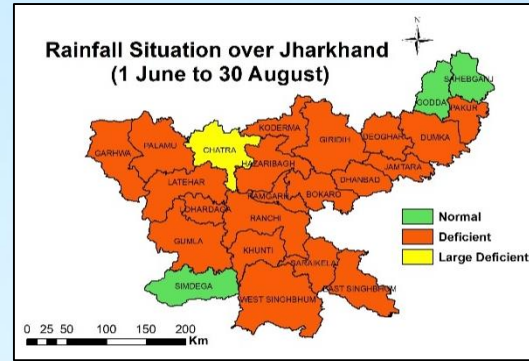 Rainfall Situation over Jharkhand
(1 June to 30 August)
N
SAHEBGANJ
GODDA
PAKUR
KODERMA
GIRIDIH
DEOGHAR
DUMKA
GARHWA
PALAMU
CHATRA
HAZARIBAGH
JAMTARA
DHANBAD
LATEHAR
RAMGARH
BOKARO
LOHARDAGA
RANCHI
GUMLA
KHUNTI
SARAIKELA
SIMDEGA
WEST SINGHBHUM
EAST SINGHBHUM
Normal
Deficient
Large Deficient
0 25 50 100 150 200
Km